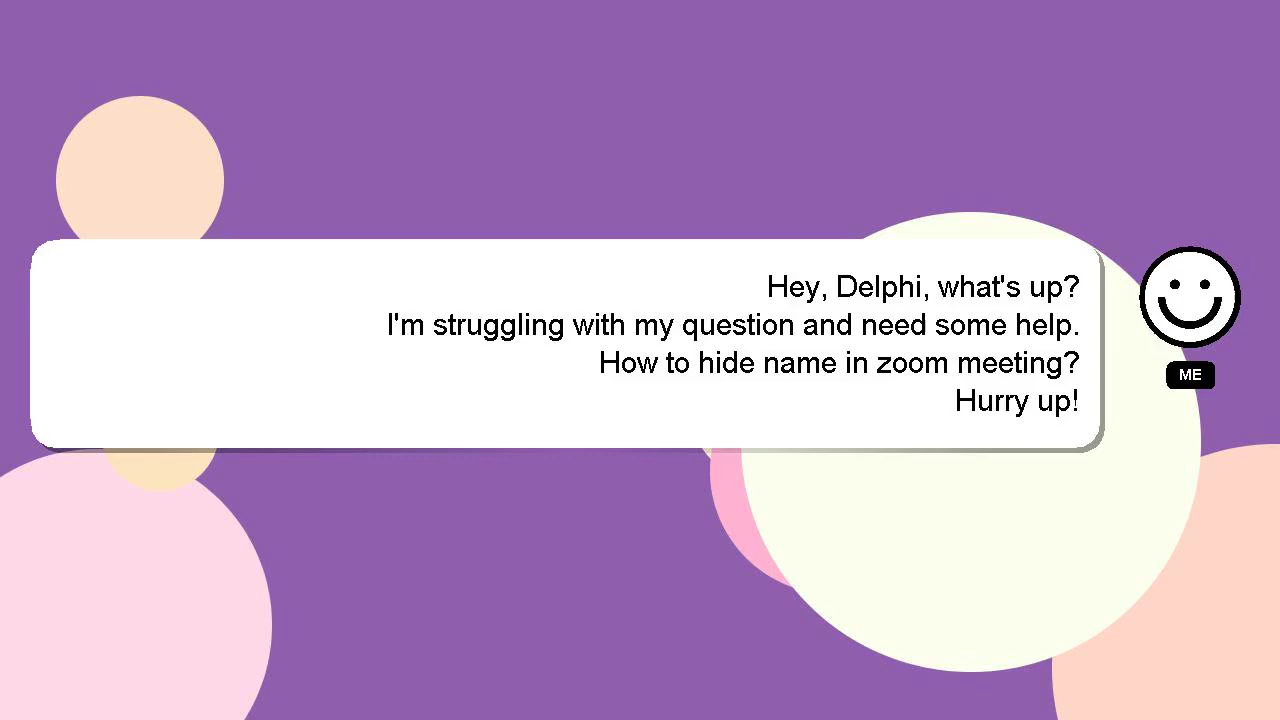 Hey, Delphi, what's up?
I'm struggling with my question and need some help.
How to hide name in zoom meeting?
Hurry up!
ME